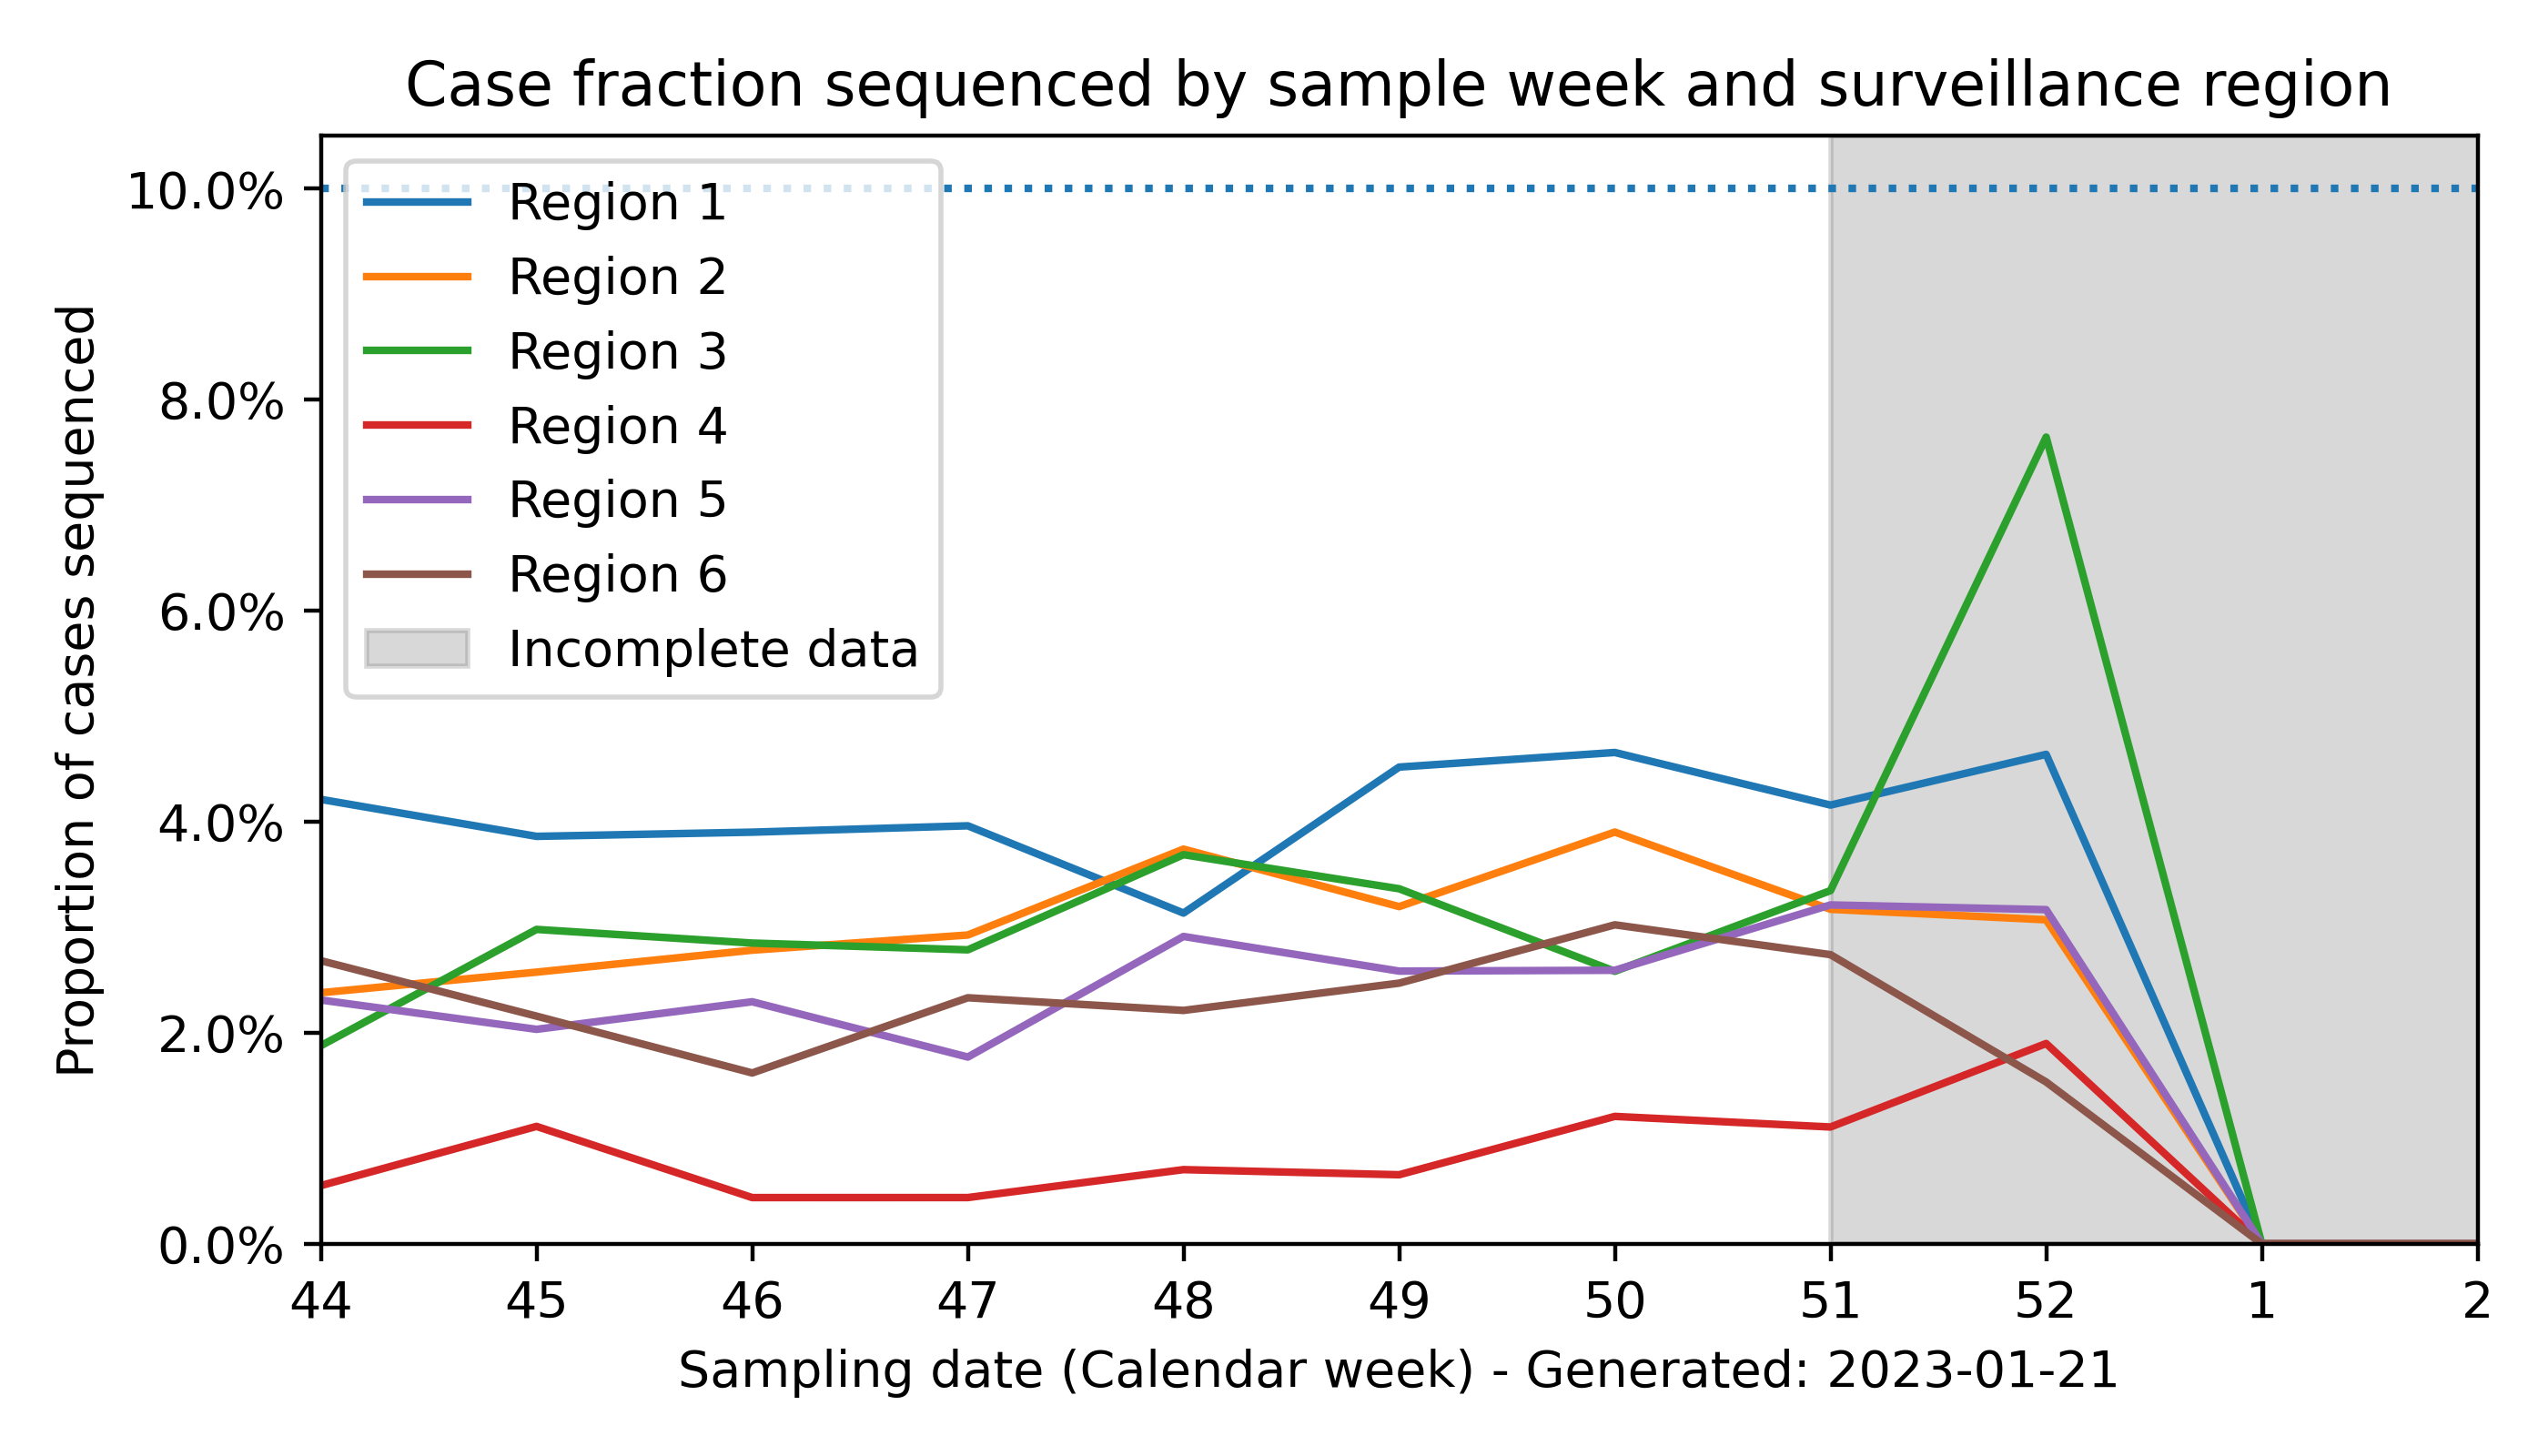 Case fraction sequenced by sample week and surveillance region
Proportion of cases sequenced
10.0%
8.0%
6.0%
4.0%
2.0%
0.0%
Region 1
Region 2
Region 3
Region 4
Region 5
Region 6
Incomplete data
44 45 46 47 48 49 50 51 52 1 2
Sampling date (Calendar week) - Generated: 2023-01-21